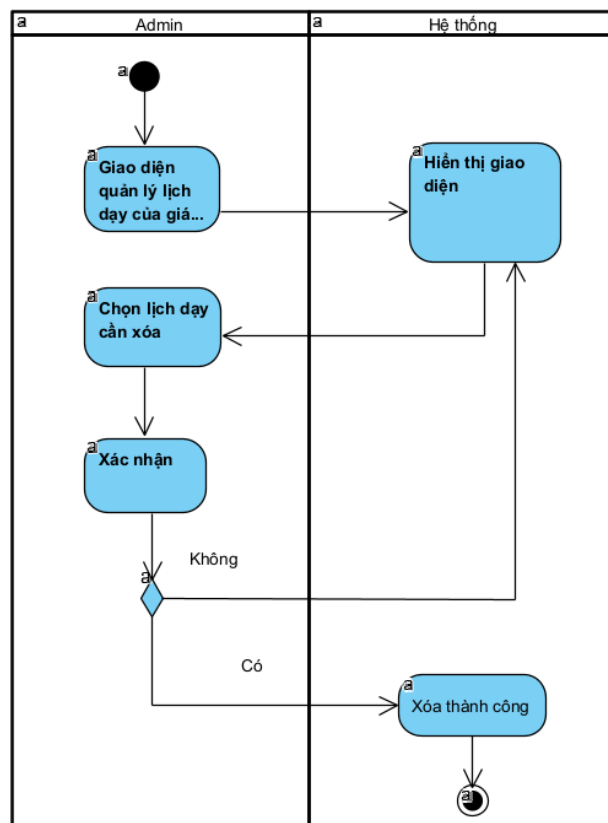 Admin
Hệ thống
Giao diện
quản lý lịch
dạy của giá...
Hiển thị giao
diện
Chọn lịch dạy
cần xóa
Xác nhận
Không
Có
Xóa thành công